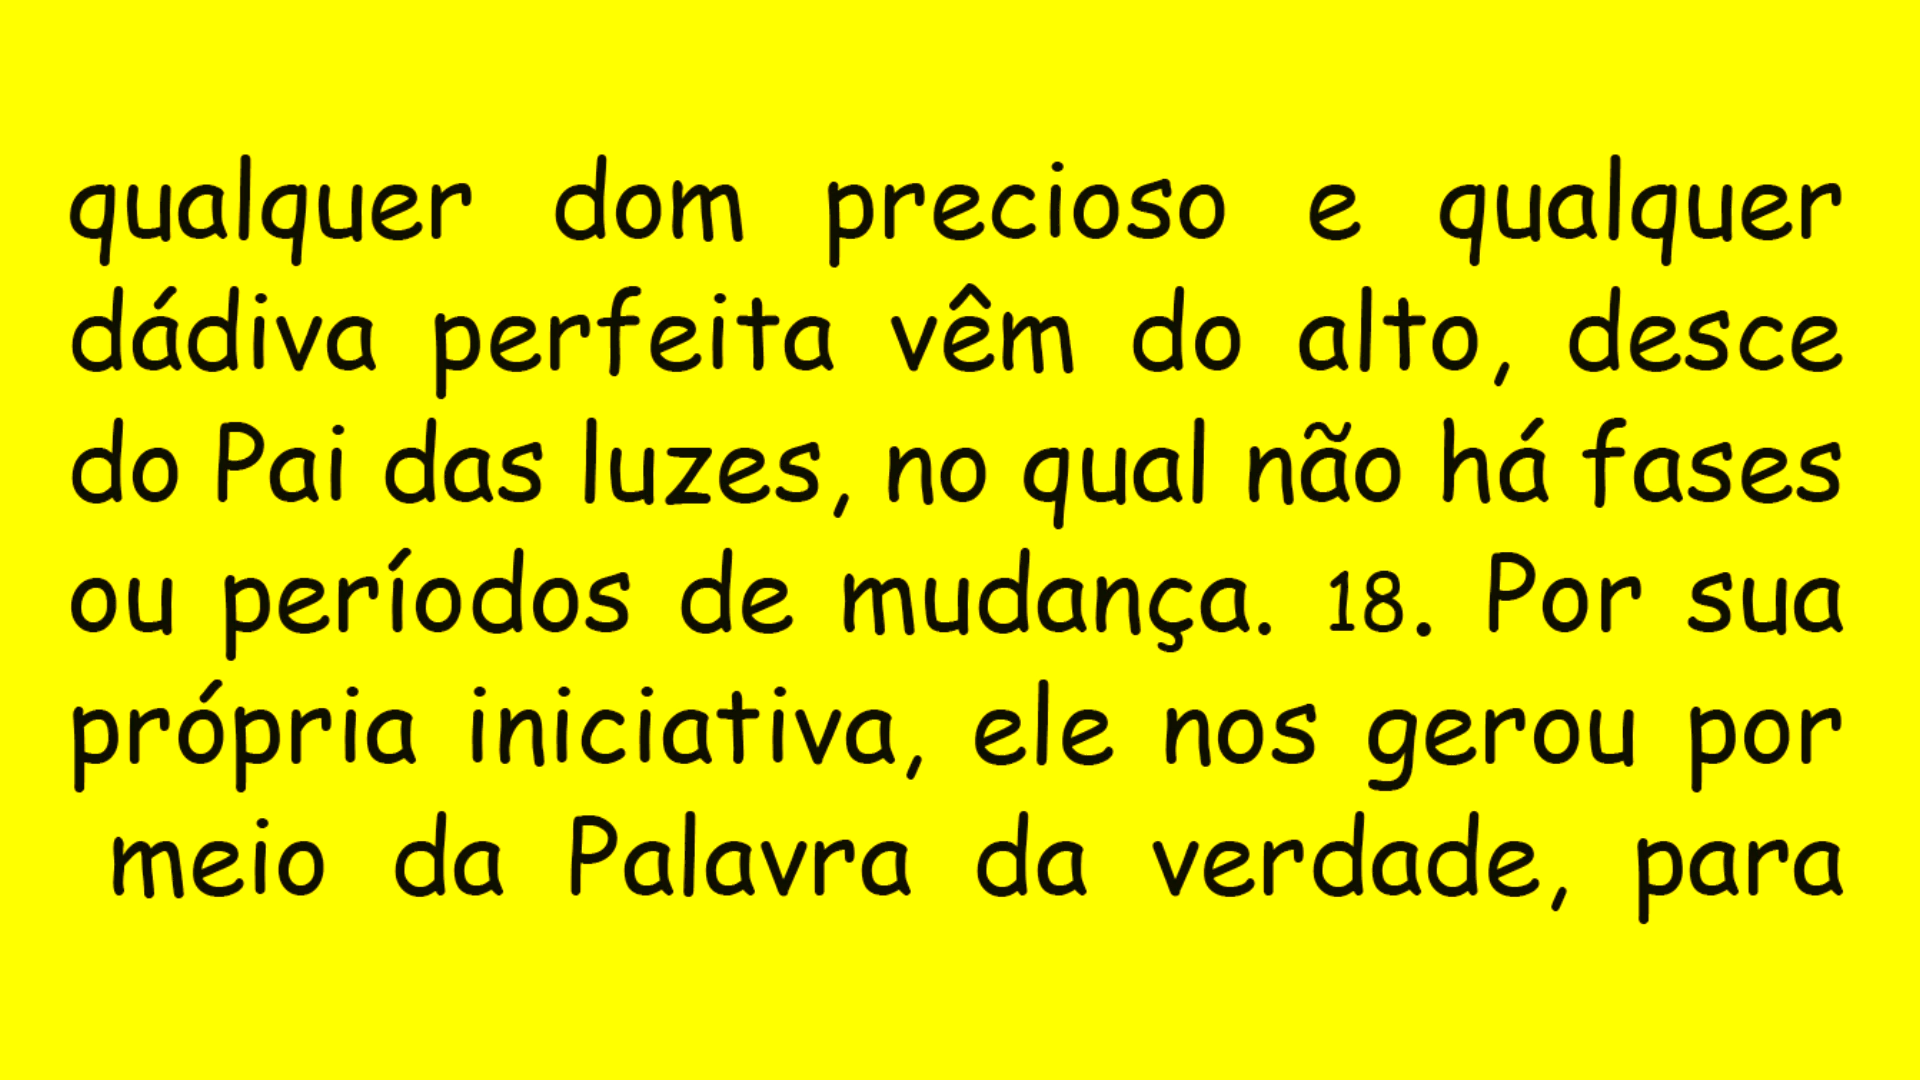 qualquer dom precioso e qualquer
dádiva perfeita vêm do alto, desce
do Pai das luzes, no qual não há fases
ou períodos de mudança. 18. Por sua
própria iniciativa, ele nos gerou por
meio da Palavra da verdade, para